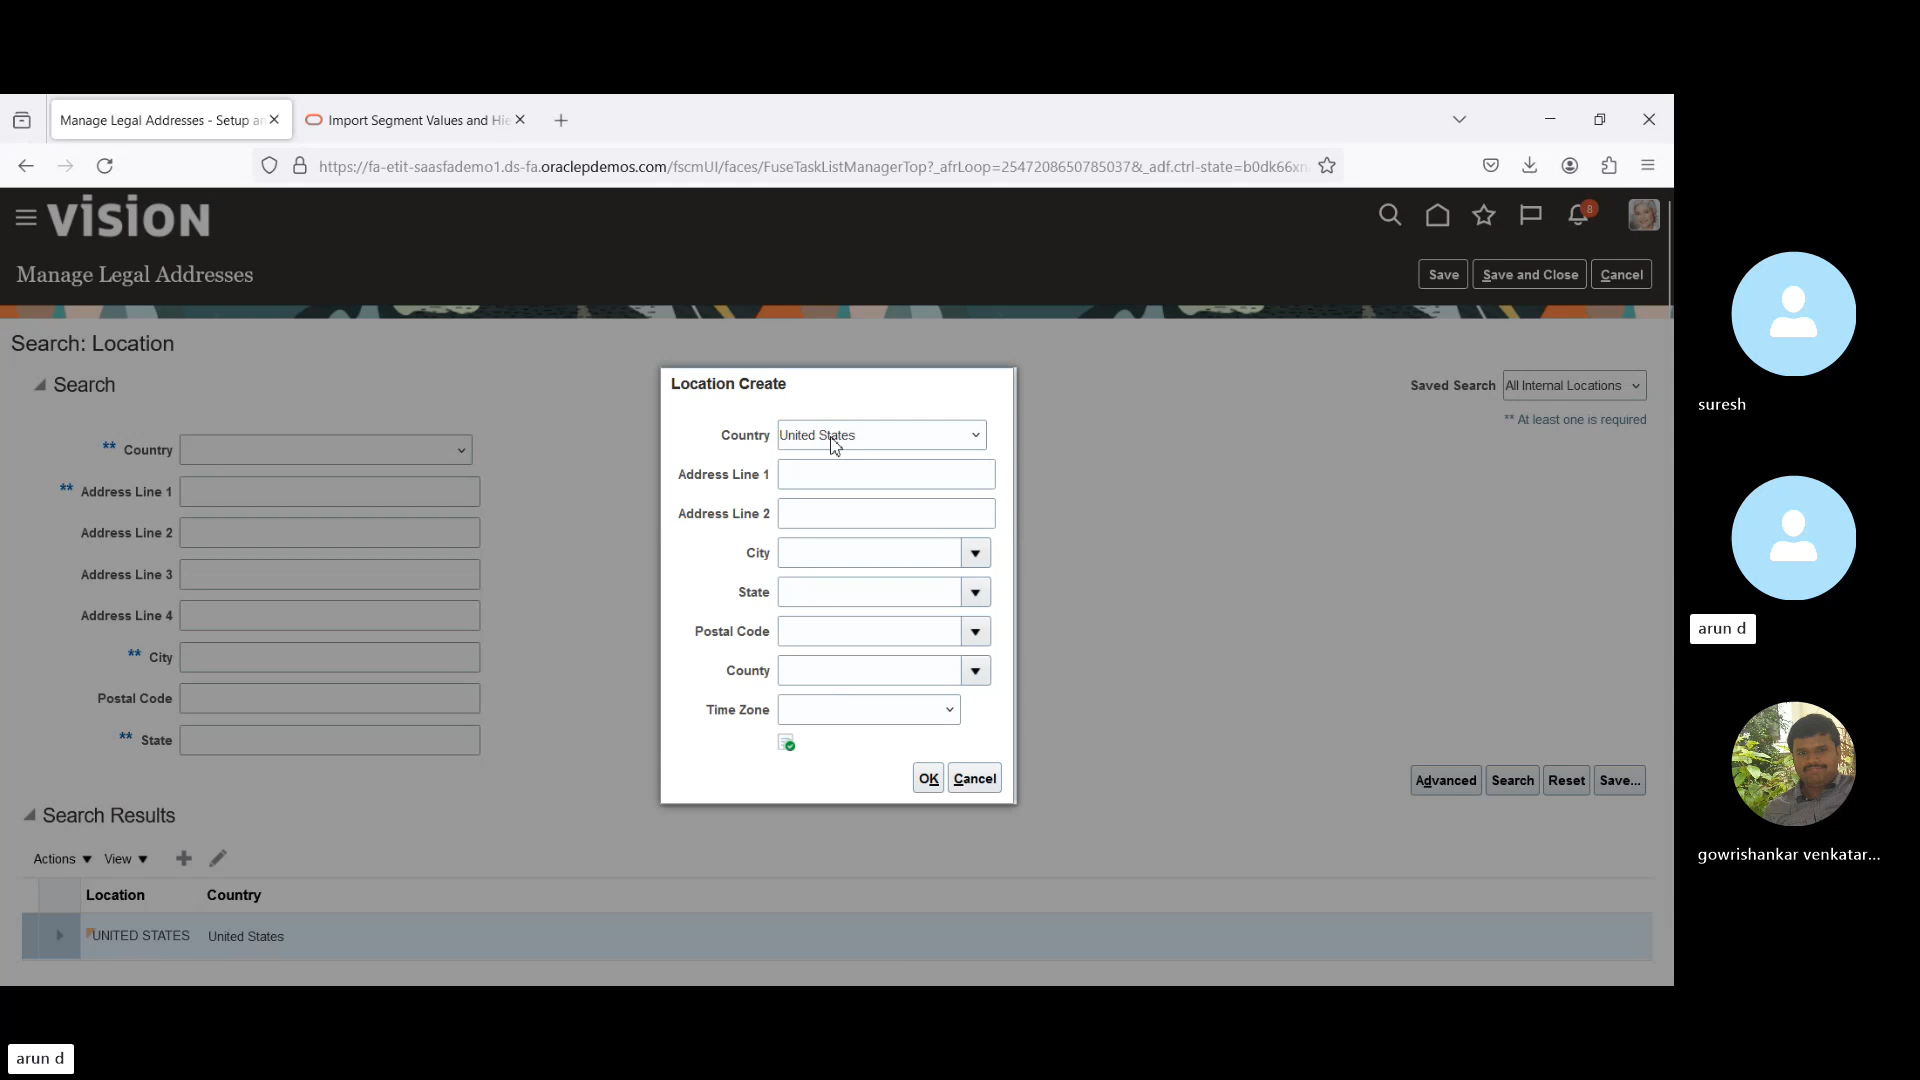 Manage Legal Addresses - Setup an
Import Segment Values and Hie
https://fa-etit-saasfademo1.ds-fa.oraclepdemos.com/fscmUI/faces/FuseTaskListManagerTop?_afrLoop=2547208650785037&_adf.ctrl-state=b0dk66xn
VISION
8
Manage Legal Addresses
Save
Save and Close
Cancel
Search: Location
Search
Saved Search All Internal Locations
** At least one is required
** Country
** Address Line 1
Address Line 2
Address Line 3
Address Line 4
** City
Postal Code
** State
Location Create
Country United States
Address Line 1
Address Line 2
City
State
Postal Code
County
Time Zone
OK
Cancel
Advanced
Search
Reset
Save...
Search Results
Actions
View
Location
Country
UNITED STATES
United States
suresh
arun d
gowrishankar venkatar...
arun d